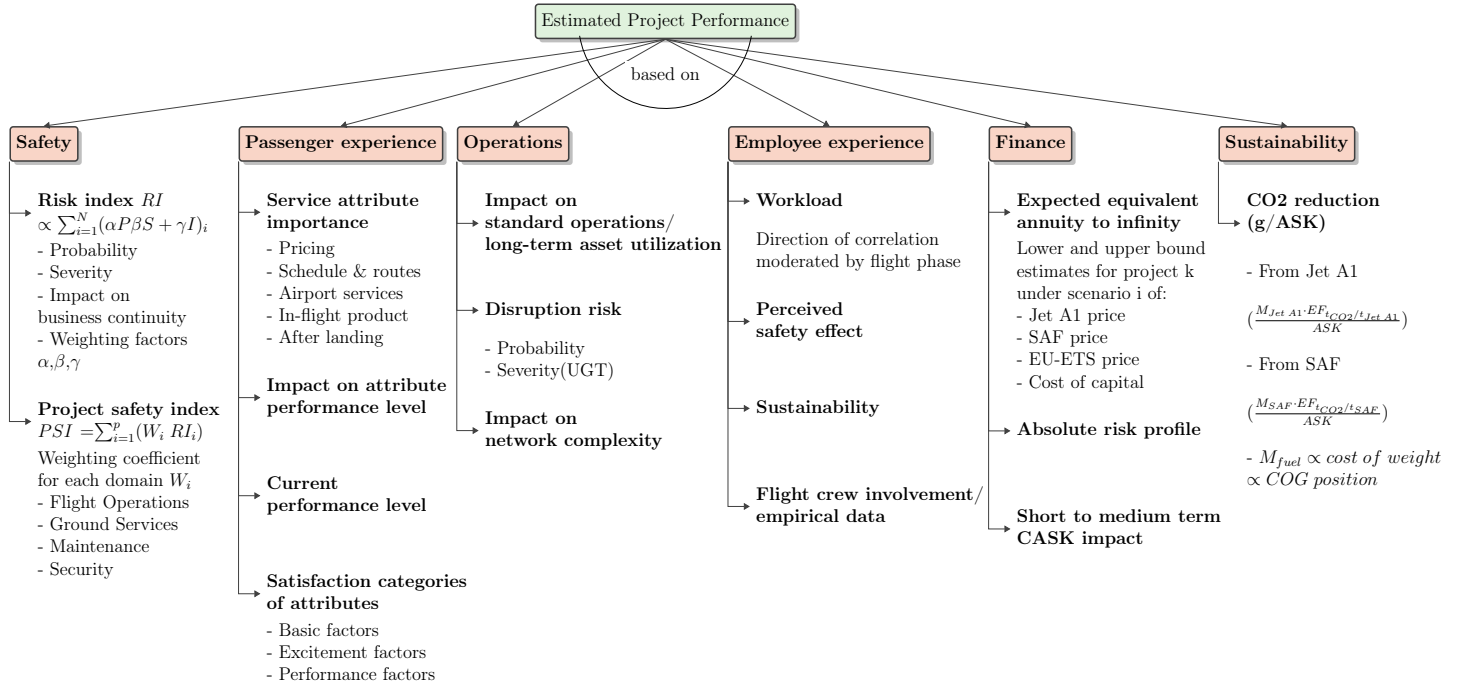 Estimated Project Performance
based on
Safety
Risk index RI
∝ ∑_{i=1}^{N}(αPβS + γI)_i
- Probability
- Severity
- Impact on
business continuity
- Weighting factors
α,β,γ
Project safety index
PSI =∑_{i=1}^{p}(W_i RI_i)
Weighting coefficient
for each domain W_i
- Flight Operations
- Ground Services
- Maintenance
- Security
Passenger experience
Service attribute
importance
- Pricing
- Schedule & routes
- Airport services
- In-flight product
- After landing
Impact on attribute
performance level
Current
performance level
Satisfaction categories
of attributes
- Basic factors
- Excitement factors
- Performance factors
Operations
Impact on
standard operations/
long-term asset utilization
Disruption risk
- Probability
- Severity(UGT)
Impact on
network complexity
Employee experience
Workload
Direction of correlation
moderated by flight phase
Perceived
safety effect
Sustainability
Flight crew involvement/
empirical data
Finance
Expected equivalent
annuity to infinity
Lower and upper bound
estimates for project k
under scenario i of:
- Jet A1 price
- SAF price
- EU-ETS price
- Cost of capital
Absolute risk profile
Short to medium term
CASK impact
Sustainability
CO2 reduction
(g/ASK)
- From Jet A1
(M_{Jet A1}·EF_{t_{CO2}/t_{Jet A1}} / ASK)
- From SAF
(M_{SAF}·EF_{t_{CO2}/t_{SAF}} / ASK)
- M_{fuel} ∝ cost of weight
∝ COG position